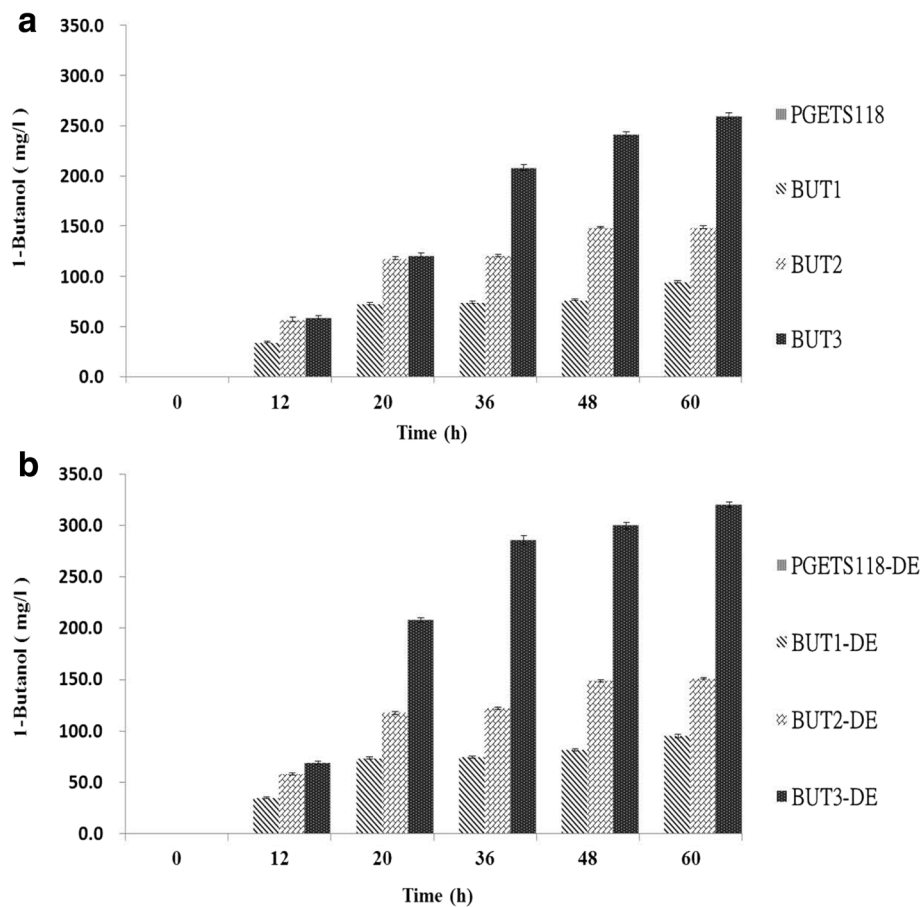 a
350.0
300.0
250.0
200.0
150.0
100.0
50.0
0.0
1-Butanol ( mg/l )
0 12 20 36 48 60
Time (h)
PGETS118
BUT1
BUT2
BUT3
b
350.0
300.0
250.0
200.0
150.0
100.0
50.0
0.0
1-Butanol ( mg/l )
0 12 20 36 48 60
Time (h)
PGETS118-DE
BUT1-DE
BUT2-DE
BUT3-DE